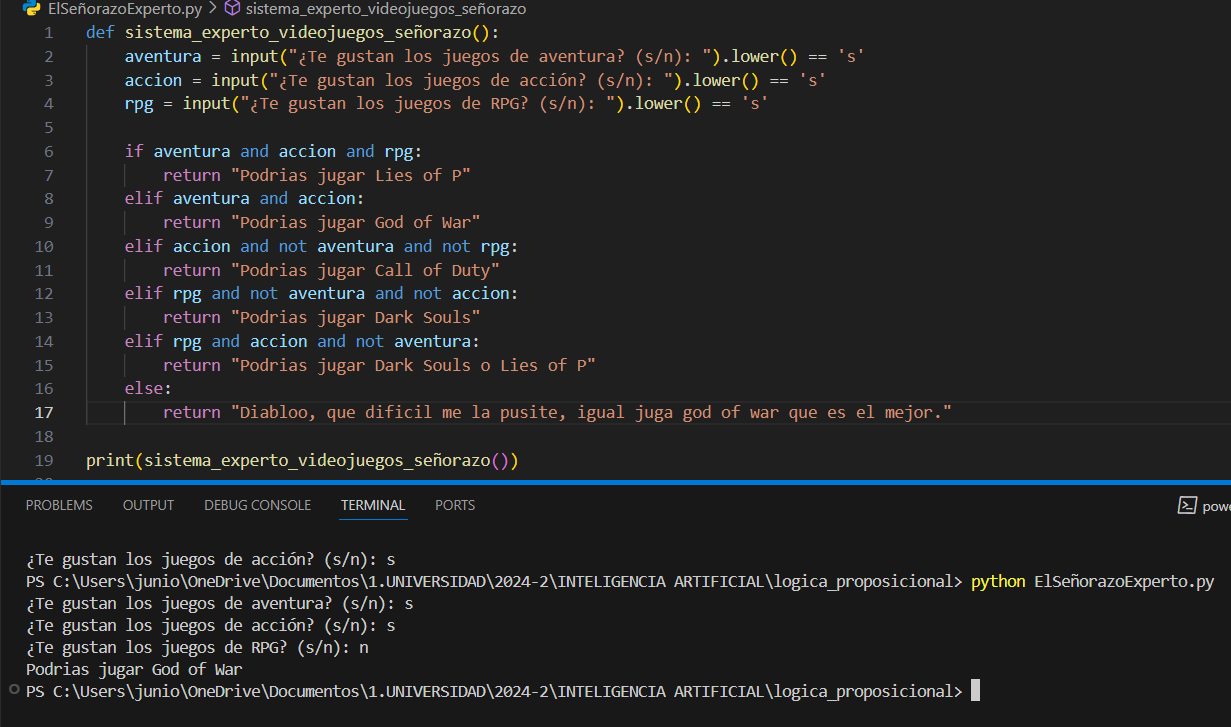 ElSeñorazoExperto.py > sistema_experto_videojuegos_señorazo
1 def sistema_experto_videojuegos_señorazo():
2 aventura = input("¿Te gustan los juegos de aventura? (s/n): ").lower() == 's'
3 accion = input("¿Te gustan los juegos de acción? (s/n): ").lower() == 's'
4 rpg = input("¿Te gustan los juegos de RPG? (s/n): ").lower() == 's'
5
6 if aventura and accion and rpg:
7 return "Podrias jugar Lies of P"
8 elif aventura and accion:
9 return "Podrias jugar God of War"
10 elif accion and not aventura and not rpg:
11 return "Podrias jugar Call of Duty"
12 elif rpg and not aventura and not accion:
13 return "Podrias jugar Dark Souls"
14 elif rpg and accion and not aventura:
15 return "Podrias jugar Dark Souls o Lies of P"
16 else:
17 return "Diabloo, que dificil me la pusite, igual juga god of war que es el mejor."
18
19 print(sistema_experto_videojuegos_señorazo())
PROBLEMS OUTPUT DEBUG CONSOLE TERMINAL PORTS
¿Te gustan los juegos de acción? (s/n): s
PS C:\Users\junio\OneDrive\Documentos\1.UNIVERSIDAD\2024-2\INTELIGENCIA ARTIFICIAL\logica_proposicional> python ElSeñorazoExperto.py
¿Te gustan los juegos de aventura? (s/n): s
¿Te gustan los juegos de acción? (s/n): s
¿Te gustan los juegos de RPG? (s/n): n
Podrias jugar God of War
PS C:\Users\junio\OneDrive\Documentos\1.UNIVERSIDAD\2024-2\INTELIGENCIA ARTIFICIAL\logica_proposicional>